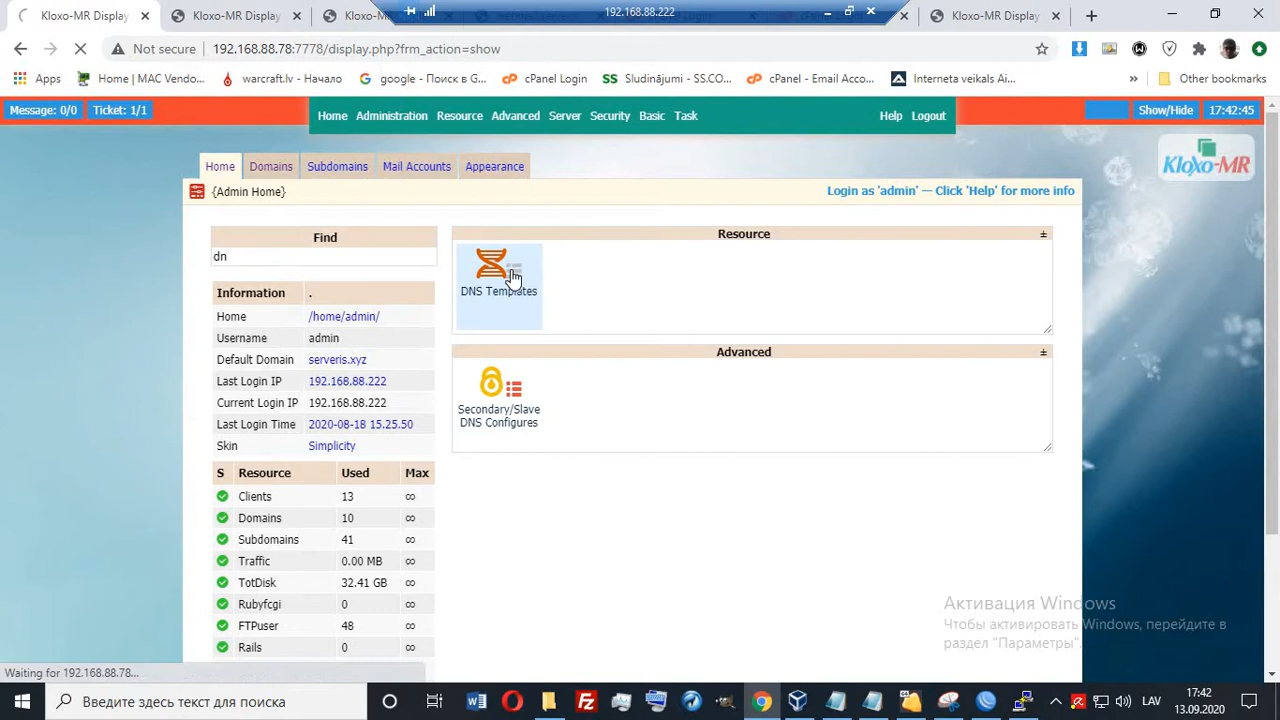 Kloxo-MR Display
Kloxo-MR Display
Kloxo-MR Display
192.168.88.222
Kloxo-MR Display
Not secure
192.168.88.78:7778/display.php?frm_action=show
Apps
Home | MAC Vendo...
warcraft.lv - Начало
google - Поиск в G...
cPanel Login
Sludinājumi - SS.CO...
cPanel - Email Acco...
Interneta veikals Ai...
»
Other bookmarks
Message: 0/0
Ticket: 1/1
Home Administration Resource Advanced Server Security Basic Task
Help Logout
Show/Hide
17:42:45
Kloxo-MR
Home Domains Subdomains Mail Accounts Appearance
{Admin Home}
Login as 'admin' — Click 'Help' for more info
Find
dn
Resource ±
DNS Templates
Information .
Home /home/admin/
Username admin
Default Domain serveris.xyz
Last Login IP 192.168.88.222
Current Login IP 192.168.88.222
Last Login Time 2020-08-18 15.25.50
Skin Simplicity
Advanced ±
Secondary/Slave
DNS Configures
S Resource Used Max
Clients 13 ∞
Domains 10 ∞
Subdomains 41 ∞
Traffic 0.00 MB ∞
TotDisk 32.41 GB ∞
Rubyfcgi 0 ∞
FTPuser 48 ∞
Rails 0 ∞
Активация Windows
Чтобы активировать Windows, перейдите в
раздел "Параметры".
Waiting for 192.168.88.78...
Введите здесь текст для поиска
LAV
17:42
13.09.2020